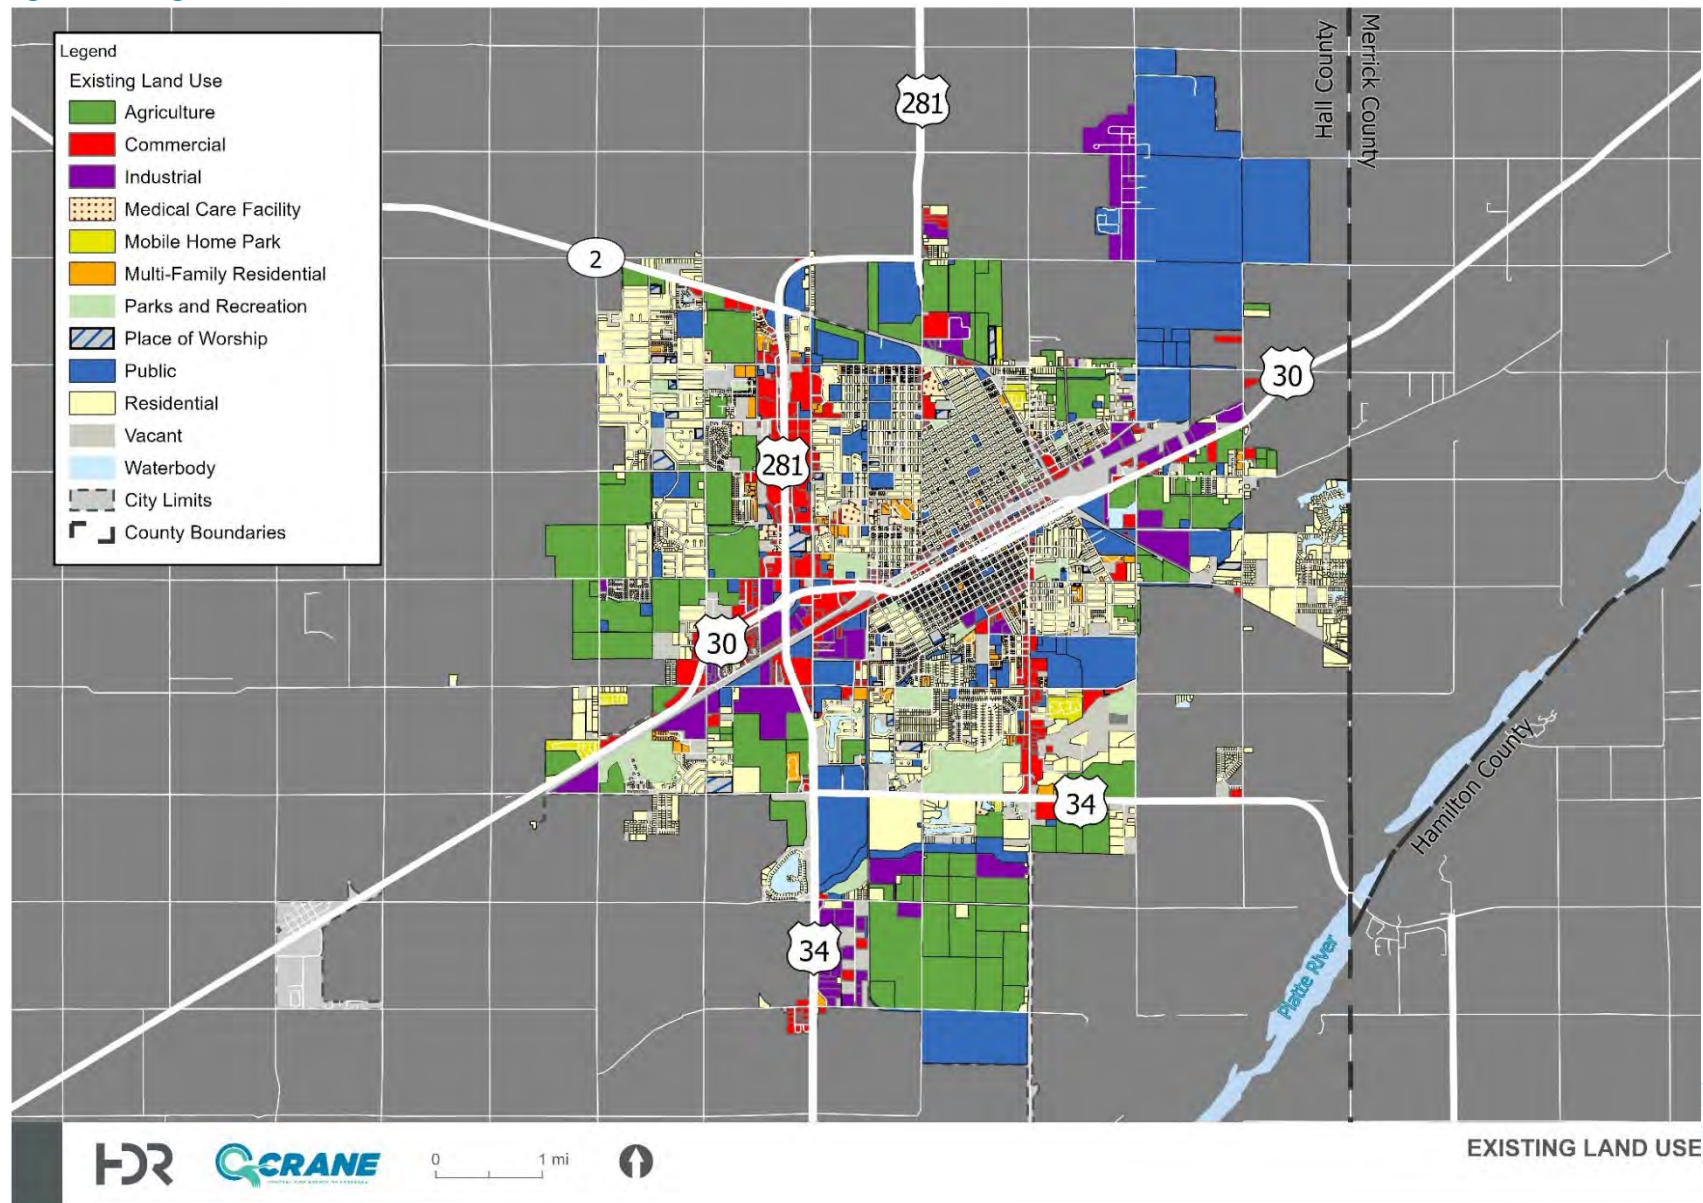 Legend
Existing Land Use
Agriculture
Commercial
Industrial
Medical Care Facility
Mobile Home Park
Multi-Family Residential
Parks and Recreation
Place of Worship
Public
Residential
Vacant
Waterbody
City Limits
County Boundaries
281
Hall County
Merrick County
2
30
281
30
34
Hamilton County
34
Platte River
HDR
CRANE
0 1 mi
EXISTING LAND USE